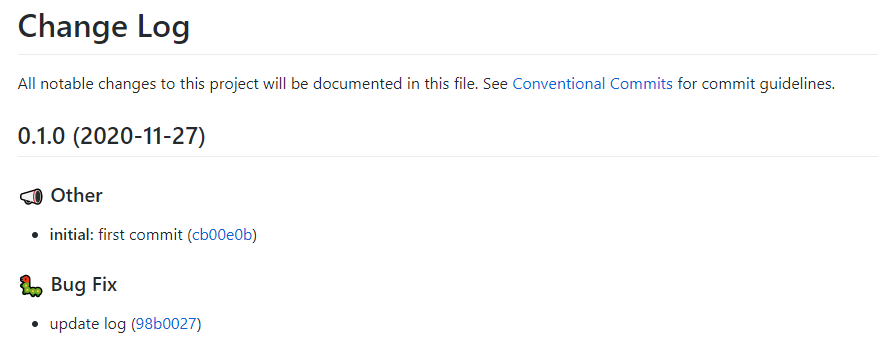 Change Log
All notable changes to this project will be documented in this file. See Conventional Commits for commit guidelines.
0.1.0 (2020-11-27)
Other
initial: first commit (cb00e0b)
Bug Fix
update log (98b0027)